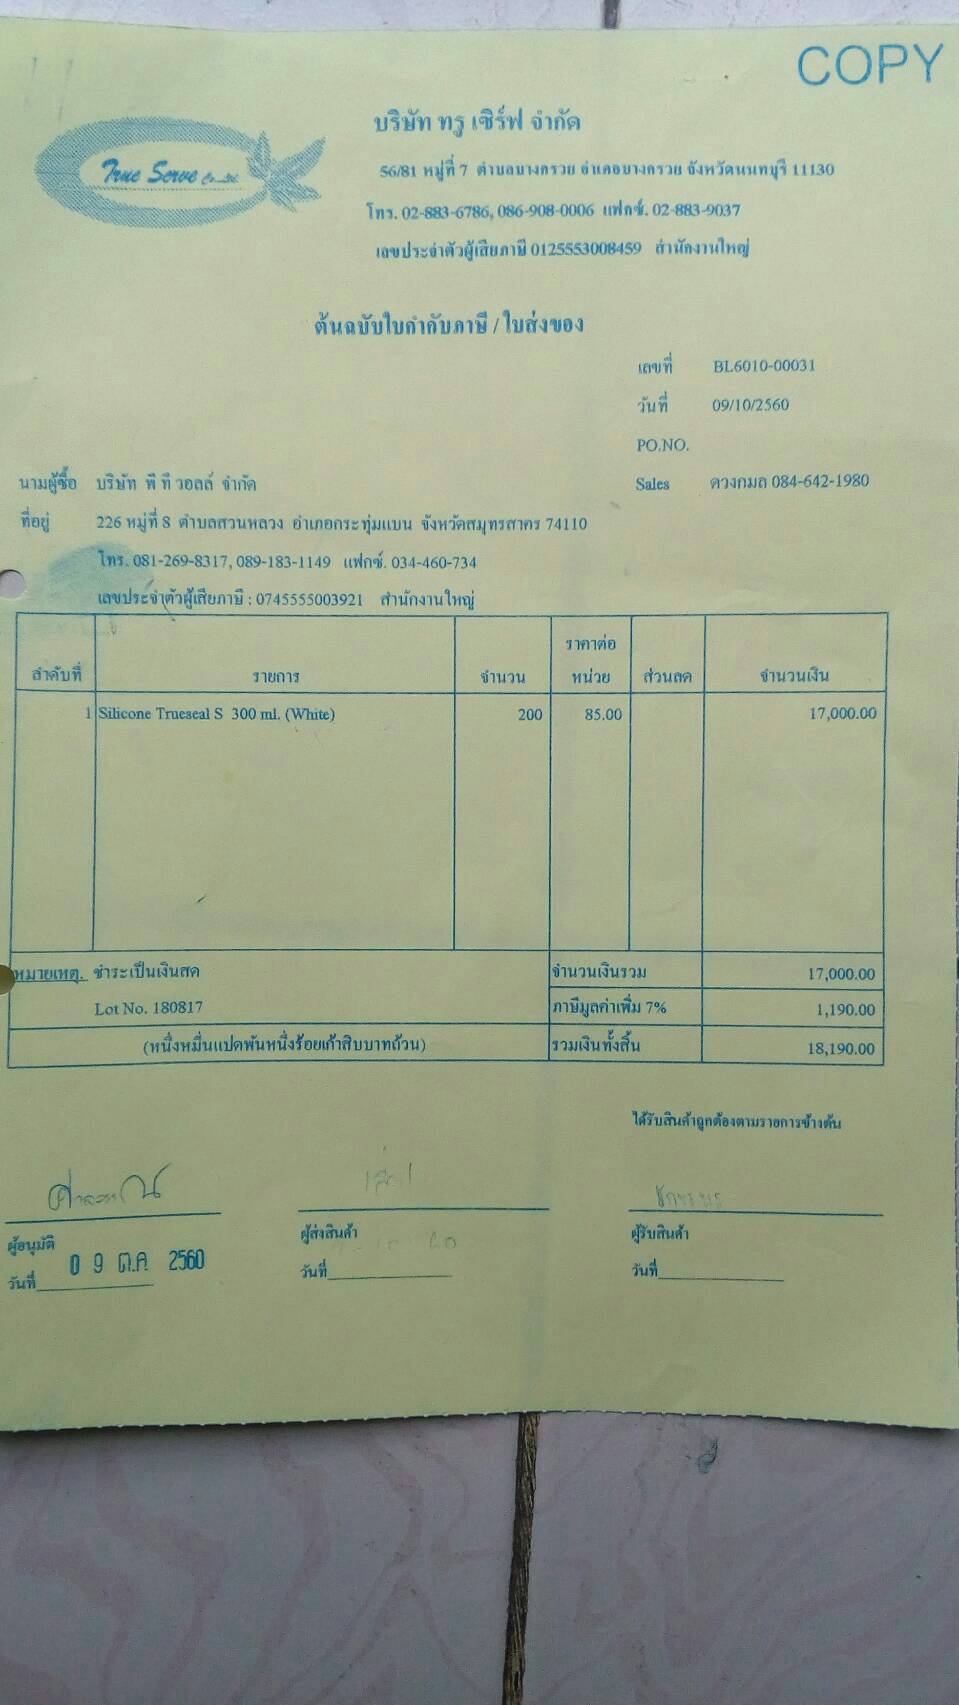 COPY
True Serve Co.,Ltd.
บริษัท ทรู เซิร์ฟ จำกัด
56/81 หมู่ที่ 7 ตำบลบางกรวย อำเภอบางกรวย จังหวัดนนทบุรี 11130
โทร. 02-883-6786, 086-908-0006 แฟกซ์. 02-883-9037
เลขประจำตัวผู้เสียภาษี 0125553008459 สำนักงานใหญ่
ต้นฉบับใบกำกับภาษี / ใบส่งของ
เลขที่ BL6010-00031
วันที่ 09/10/2560
PO.NO.
นามผู้ซื้อ บริษัท พี ที วอลล์ จำกัด Sales ดวงกมล 084-642-1980
ที่อยู่ 226 หมู่ที่ 8 ตำบลสวนหลวง อำเภอกระทุ่มแบน จังหวัดสมุทรสาคร 74110
โทร. 081-269-8317, 089-183-1149 แฟกซ์. 034-460-734
เลขประจำตัวผู้เสียภาษี : 0745555003921 สำนักงานใหญ่
ลำดับที่ รายการ จำนวน ราคาต่อหน่วย ส่วนลด จำนวนเงิน
1 Silicone Trueseal S 300 ml. (White) 200 85.00 17,000.00
หมายเหตุ. ชำระเป็นเงินสด จำนวนเงินรวม 17,000.00
Lot No. 180817 ภาษีมูลค่าเพิ่ม 7% 1,190.00
(หนึ่งหมื่นแปดพันหนึ่งร้อยเก้าสิบบาทถ้วน) รวมเงินทั้งสิ้น 18,190.00
ได้รับสินค้าถูกต้องตามรายการข้างต้น
ผู้อนุมัติ ผู้ส่งสินค้า ผู้รับสินค้า
วันที่ 09 ต.ค. 2560 วันที่ วันที่